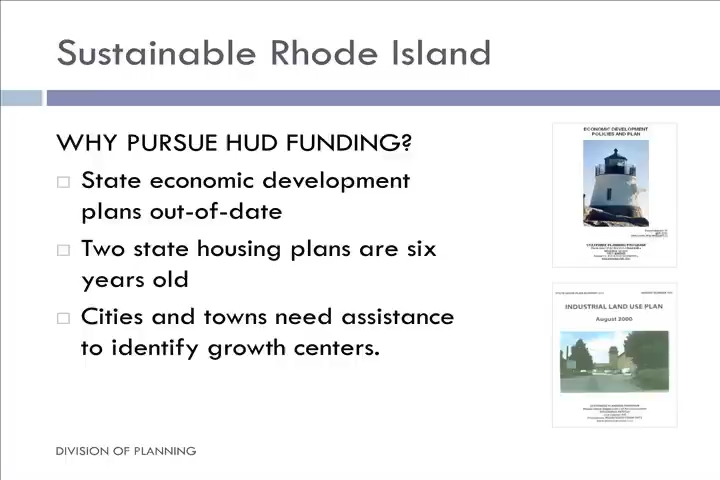 Sustainable Rhode Island
WHY PURSUE HUD FUNDING?
State economic development
plans out-of-date
Two state housing plans are six
years old
Cities and towns need assistance
to identify growth centers.
ECONOMIC DEVELOPMENT
POLICIES AND PLAN
INDUSTRIAL LAND USE PLAN
August 2000
DIVISION OF PLANNING